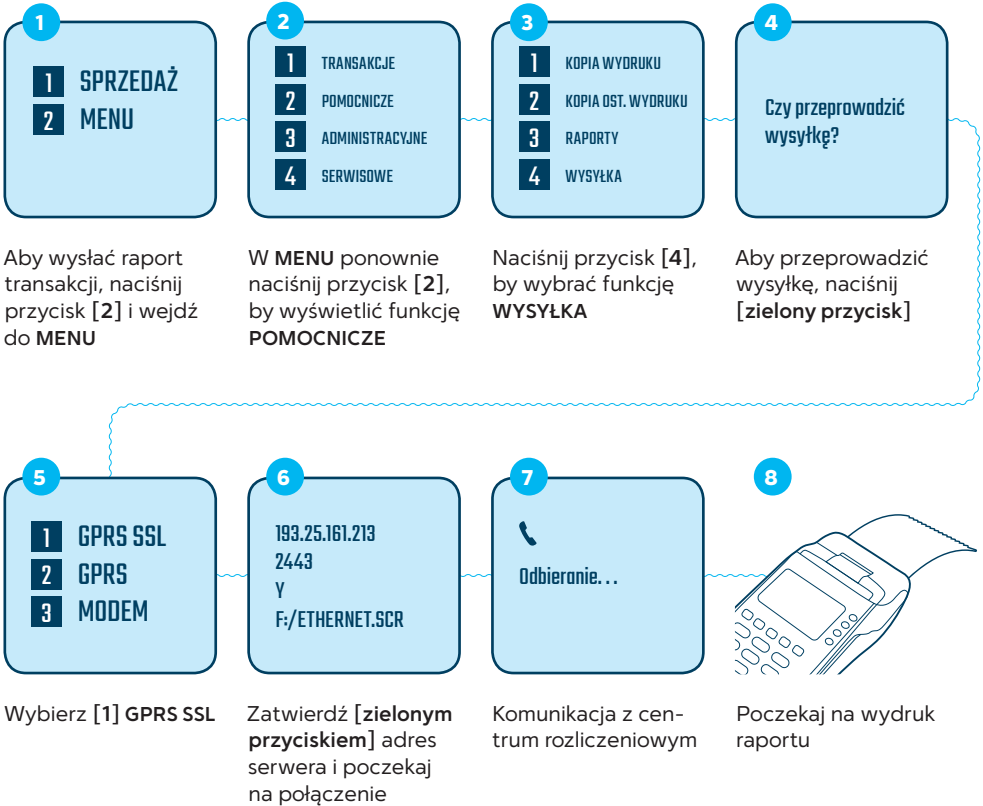 1
1 SPRZEDAŻ
2 MENU
Aby wysłać raport
transakcji, naciśnij
przycisk [2] i wejdź
do MENU
2
1 TRANSAKCJE
2 POMOCNICZE
3 ADMINISTRACYJNE
4 SERWISOWE
W MENU ponownie
naciśnij przycisk [2],
by wyświetlić funkcję
POMOCNICZE
3
1 KOPIA WYDRUKU
2 KOPIA OST. WYDRUKU
3 RAPORTY
4 WYSYŁKA
Naciśnij przycisk [4],
by wybrać funkcję
WYSYŁKA
4
Czy przeprowadzić
wysyłkę?
Aby przeprowadzić
wysyłkę, naciśnij
[zielony przycisk]
5
1 GPRS SSL
2 GPRS
3 MODEM
Wybierz [1] GPRS SSL
6
193.25.161.213
2443
Y
F:/ETHERNET.SCR
Zatwierdź [zielonym
przyciskiem] adres
serwera i poczekaj
na połączenie
7
Odbieranie...
Komunikacja z cen-
trum rozliczeniowym
8
Poczekaj na wydruk
raportu